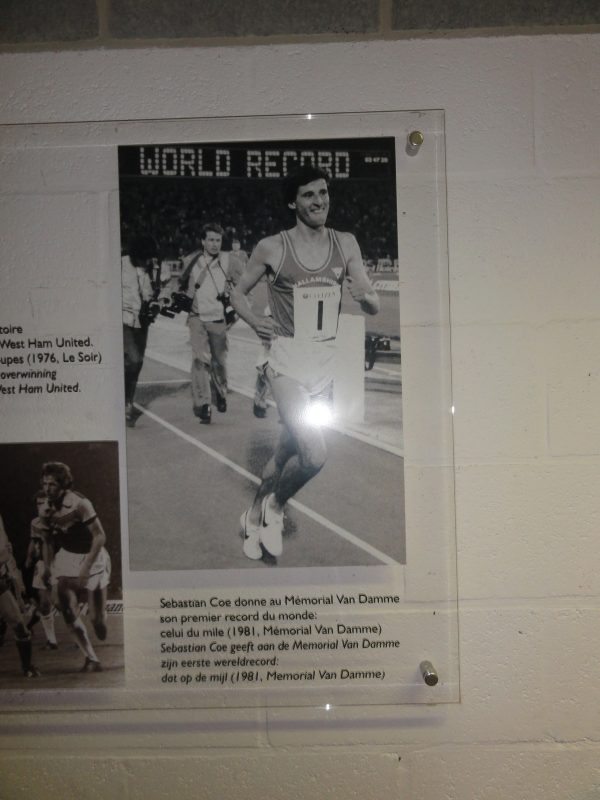 WORLD RECORD
HALLAMSHIRE
CITIZEN
1
toire
West Ham United.
upes (1976, Le Soir)
overwinning
West Ham United.
Sebastian Coe donne au Mémorial Van Damme
son premier record du monde:
celui du mile (1981, Mémorial Van Damme)
Sebastian Coe geeft aan de Memorial Van Damme
zijn eerste wereldrecord:
dat op de mijl (1981, Memorial Van Damme)